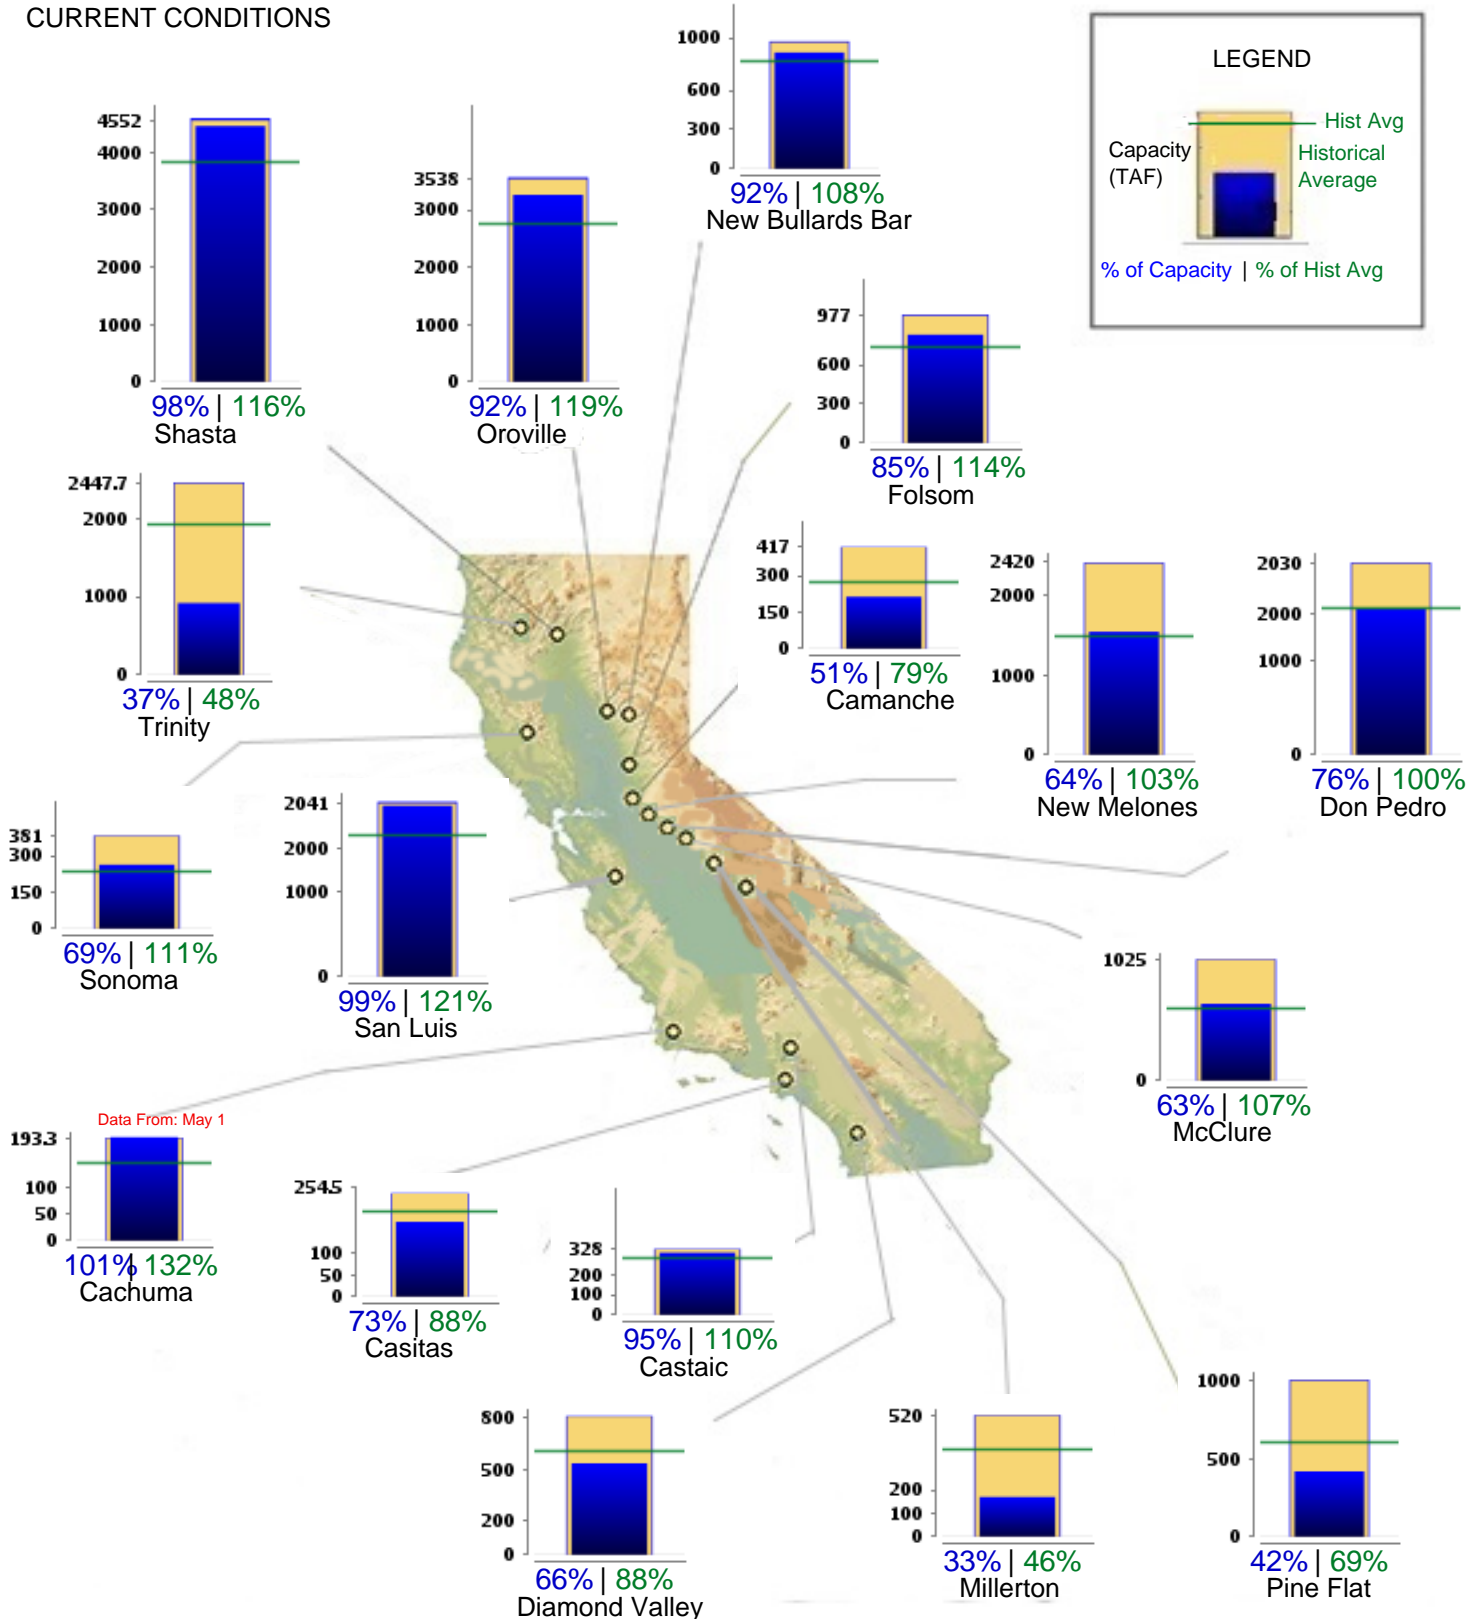 CURRENT CONDITIONS
LEGEND
Hist Avg
Capacity
(TAF)
Historical
Average
% of Capacity | % of Hist Avg
1000
600
300
0
92% | 108%
New Bullards Bar
4552
4000
3000
2000
1000
0
98% | 116%
Shasta
3538
3000
2000
1000
0
92% | 119%
Oroville
977
600
300
0
85% | 114%
Folsom
2447.7
2000
1000
0
37% | 48%
Trinity
417
300
150
0
51% | 79%
Camanche
2420
2000
1000
0
64% | 103%
New Melones
2030
2000
1000
0
76% | 100%
Don Pedro
381
300
150
0
69% | 111%
Sonoma
2041
2000
1000
0
99% | 121%
San Luis
1025
0
63% | 107%
McClure
Data From: May 1
193.3
100
50
0
101% | 132%
Cachuma
254.5
100
50
0
73% | 88%
Casitas
328
200
100
0
95% | 110%
Castaic
800
500
200
0
66% | 88%
Diamond Valley
520
200
100
0
33% | 46%
Millerton
1000
500
0
42% | 69%
Pine Flat